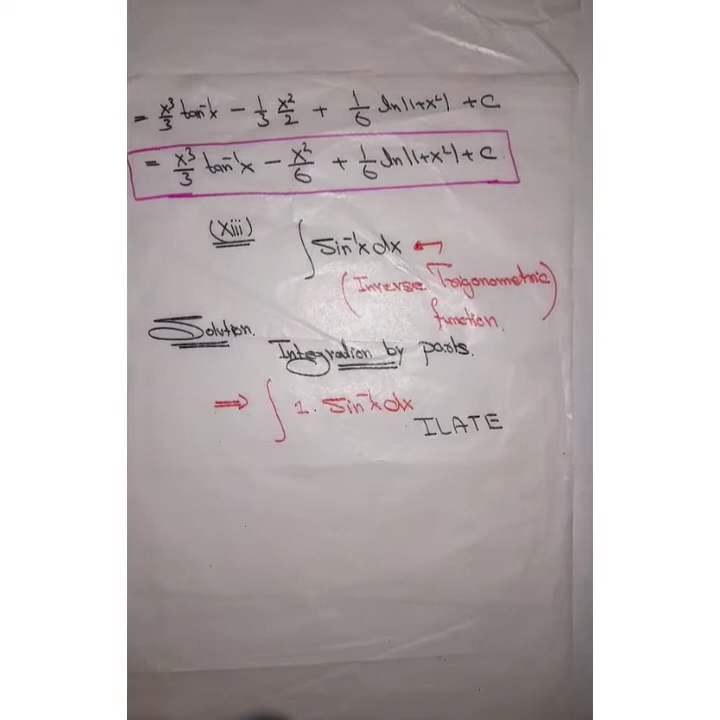 = x³/3 tan⁻¹x - 1/3 x²/2 + 1/6 ln|1+x²| + C
= x³/3 tan⁻¹x - x²/6 + 1/6 ln|1+x²| + C
(xiii) ∫ Sin⁻¹x dx ←
(Inverse Trigonometric
function.)
Solution.
Integration by parts.
⟹ ∫ 1. Sin⁻¹x dx
ILATE